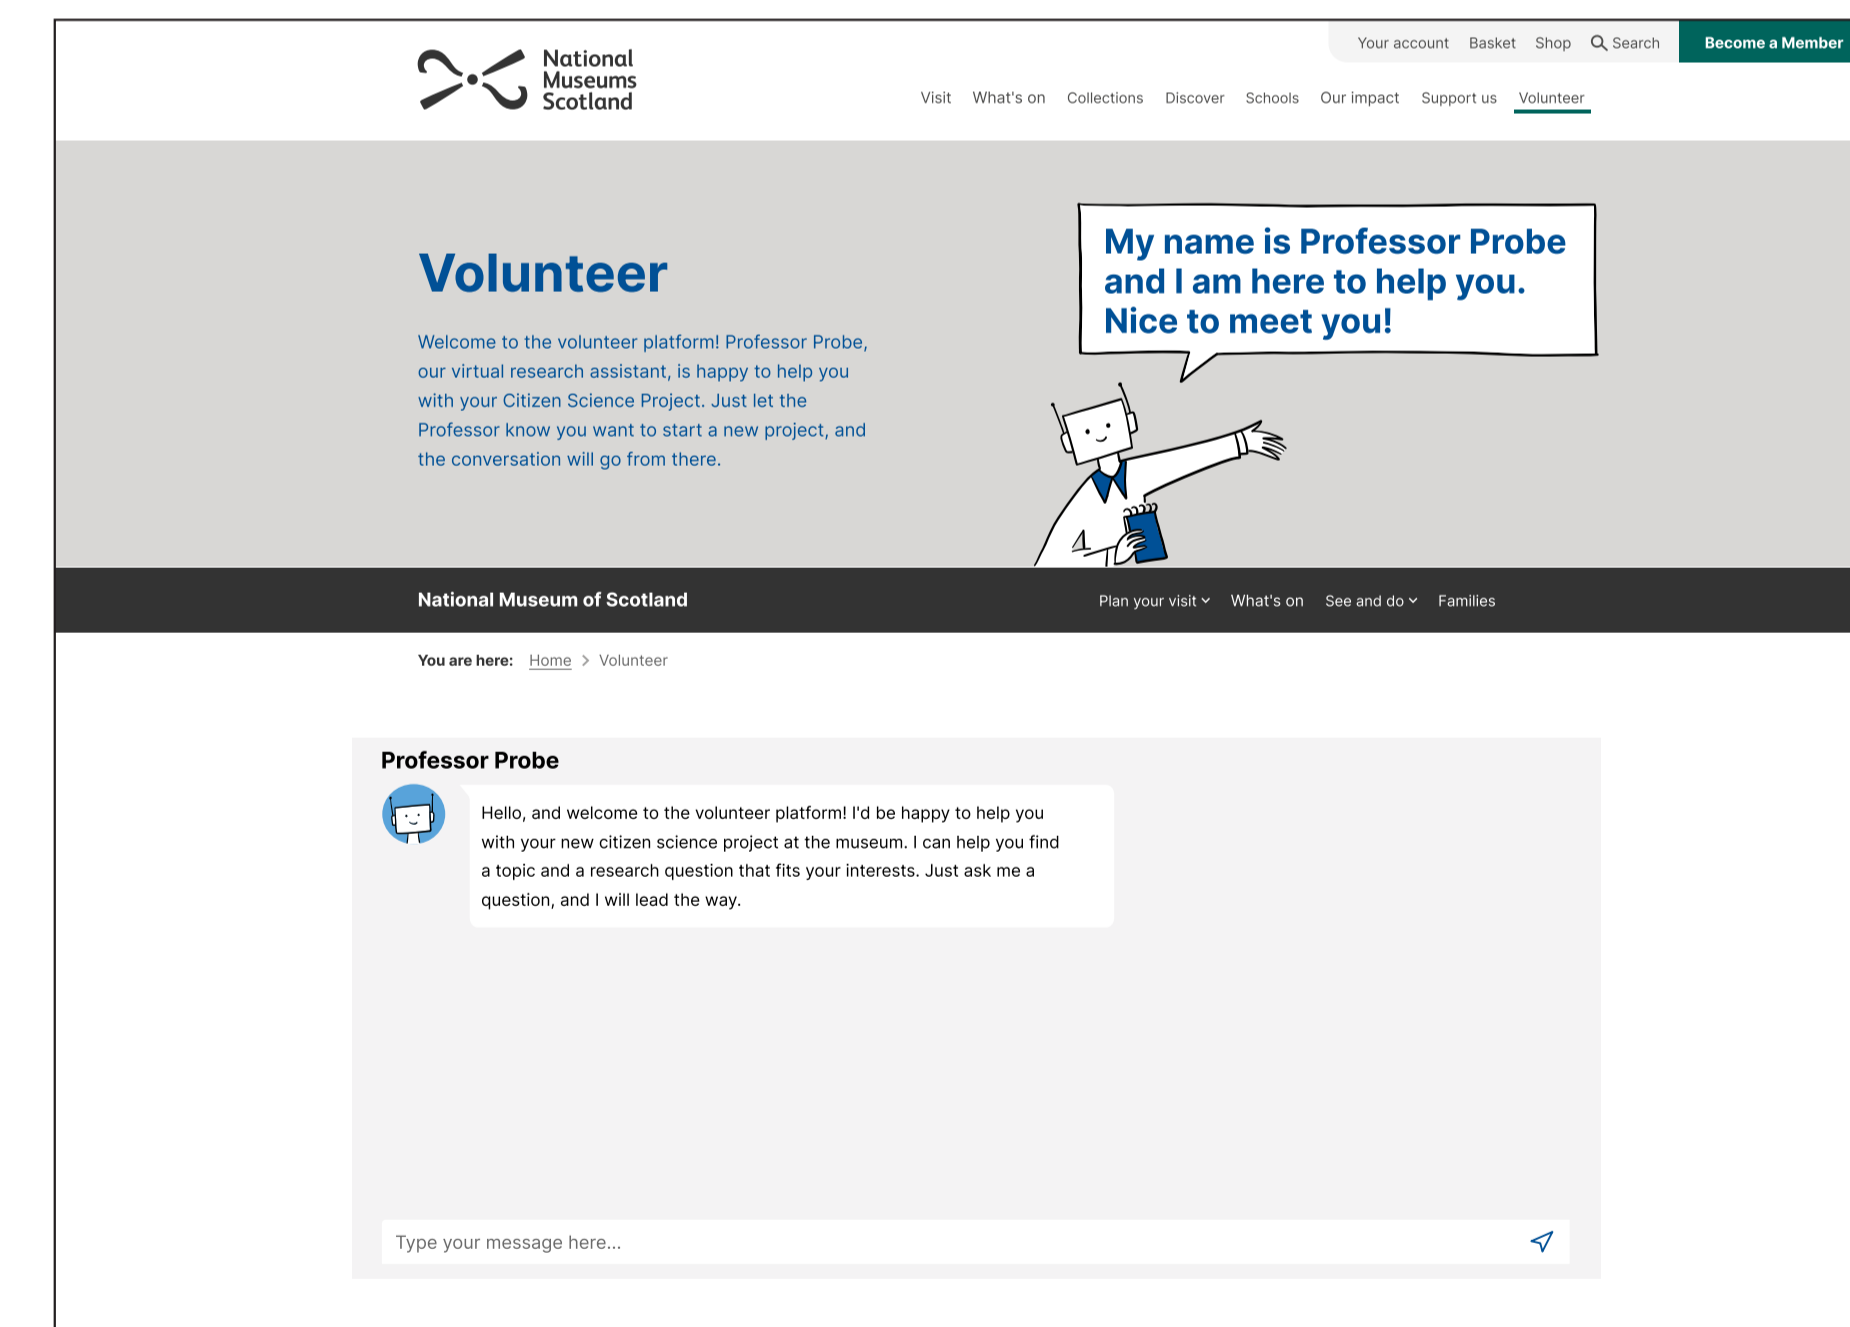 National
Museums
Scotland
Your account Basket Shop Search Become a Member
Visit What's on Collections Discover Schools Our impact Support us Volunteer
Volunteer
Welcome to the volunteer platform! Professor Probe,
our virtual research assistant, is happy to help you
with your Citizen Science Project. Just let the
Professor know you want to start a new project, and
the conversation will go from there.
My name is Professor Probe
and I am here to help you.
Nice to meet you!
National Museum of Scotland
Plan your visit What's on See and do Families
You are here: Home > Volunteer
Professor Probe
Hello, and welcome to the volunteer platform! I'd be happy to help you
with your new citizen science project at the museum. I can help you find
a topic and a research question that fits your interests. Just ask me a
question, and I will lead the way.
Type your message here...